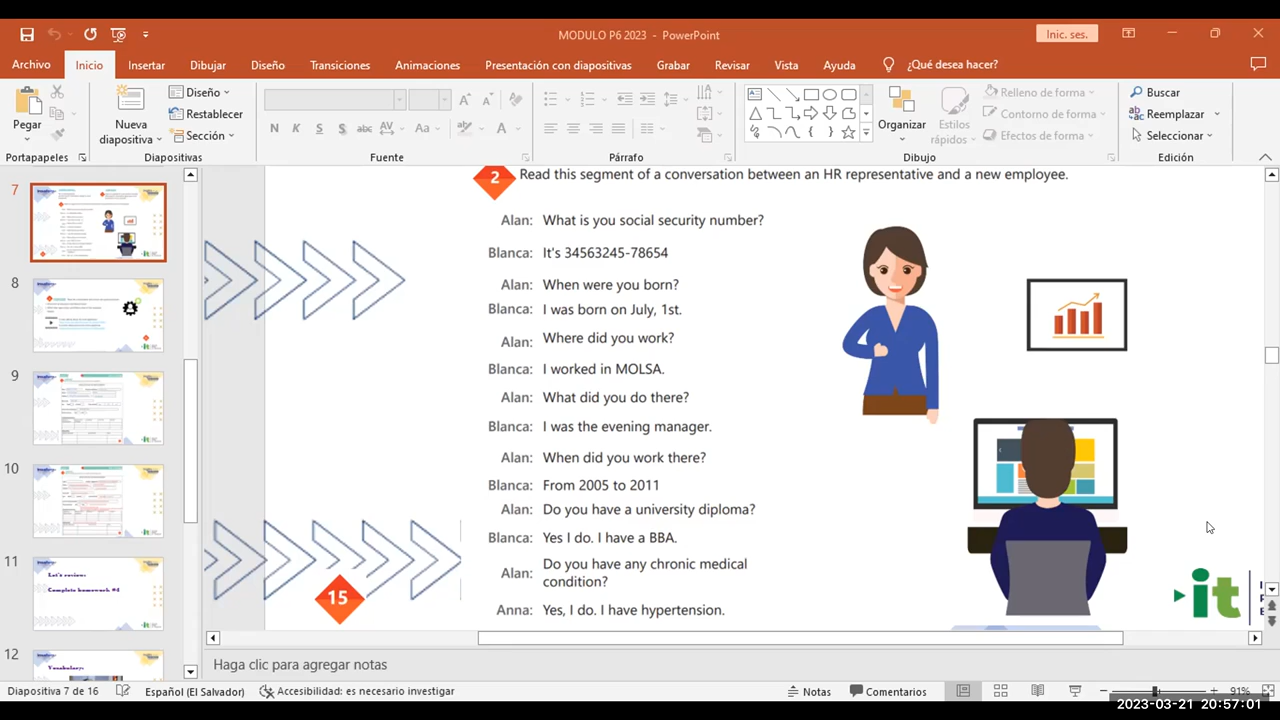 MODULO P6 2023 - PowerPoint
Inic. ses.
Archivo Inicio Insertar Dibujar Diseño Transiciones Animaciones Presentación con diapositivas Grabar Revisar Vista Ayuda ¿Qué desea hacer?
Pegar
Nueva diapositiva
Diseño
Restablecer
Sección
N K S S abc AV Aa A
Organizar
Estilos rápidos
Relleno de forma
Contorno de forma
Efectos de forma
Buscar
Reemplazar
Seleccionar
Portapapeles Diapositivas Fuente Párrafo Dibujo Edición
7
8
9
10
11
Let's review
Complete homework #4
12
Vocabulary
2 Read this segment of a conversation between an HR representative and a new employee.
Alan: What is you social security number?
Blanca: It's 34563245-78654
Alan: When were you born?
Blanca: I was born on July, 1st.
Alan: Where did you work?
Blanca: I worked in MOLSA.
Alan: What did you do there?
Blanca: I was the evening manager.
Alan: When did you work there?
Blanca: From 2005 to 2011
Alan: Do you have a university diploma?
Blanca: Yes I do. I have a BBA.
Alan: Do you have any chronic medical
condition?
Anna: Yes, I do. I have hypertension.
15
it
Haga clic para agregar notas
Diapositiva 7 de 16 Español (El Salvador) Accesibilidad: es necesario investigar Notas Comentarios 91%
2023-03-21 20:57:01